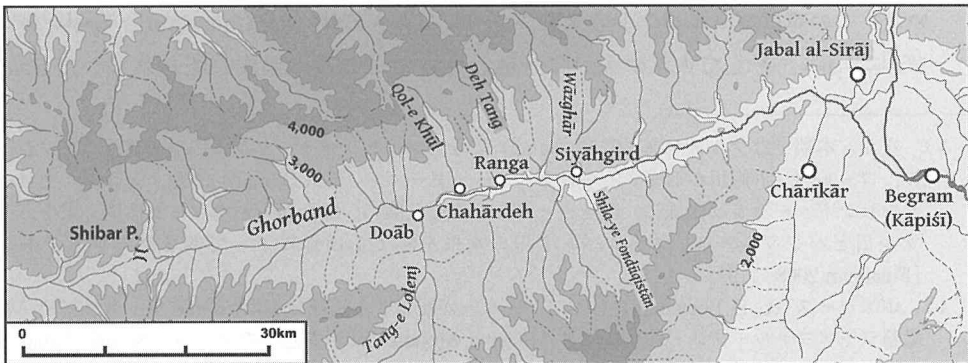 Jabal al-Sirāj
Qol-e Khūl
Deh Tang
Wāzghār
4,000
3,000
Ranga
Siyāhgird
Chārīkār
Begram
(Kāpiśī)
Ghorband
Chahārdeh
Shibar P.
Doāb
Shila-ye Fondūqistān
2,000
Tang-e Lolenj
0 30km